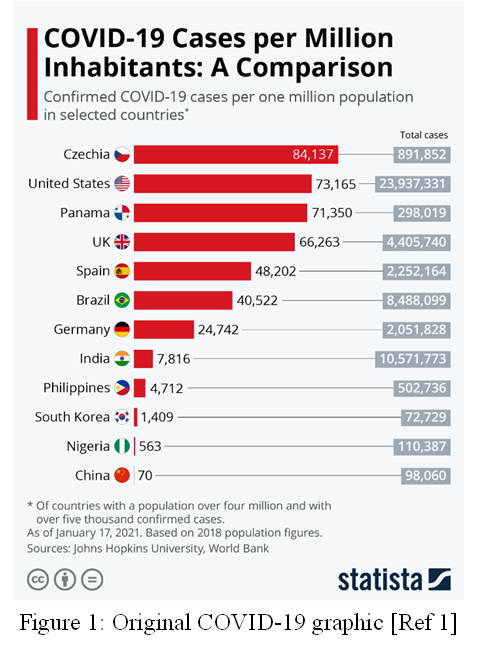 COVID-19 Cases per Million
Inhabitants: A Comparison
Confirmed COVID-19 cases per one million population
in selected countries*
Total cases
Czechia 84,137 891,852
United States 73,165 23,937,331
Panama 71,350 298,019
UK 66,263 4,405,740
Spain 48,202 2,252,164
Brazil 40,522 8,488,099
Germany 24,742 2,051,828
India 7,816 10,571,773
Philippines 4,712 502,736
South Korea 1,409 72,729
Nigeria 563 110,387
China 70 98,060
* Of countries with a population over four million and with
over five thousand confirmed cases.
As of January 17, 2021. Based on 2018 population figures.
Sources: Johns Hopkins University, World Bank
cc
statista
Figure 1: Original COVID-19 graphic [Ref 1]